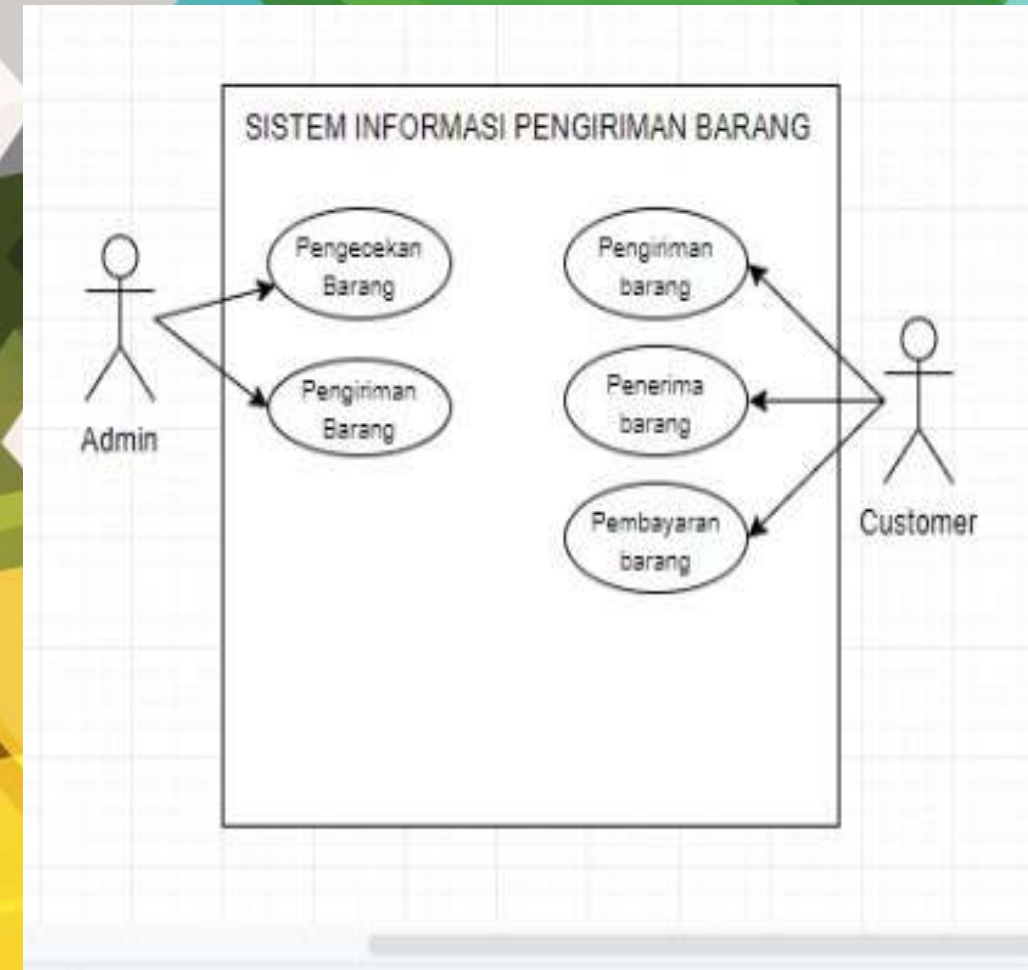 SISTEM INFORMASI PENGIRIMAN BARANG
Pengecekan
Barang
Pengiriman
Barang
Admin
Pengiriman
barang
Penerima
barang
Pembayaran
barang
Customer